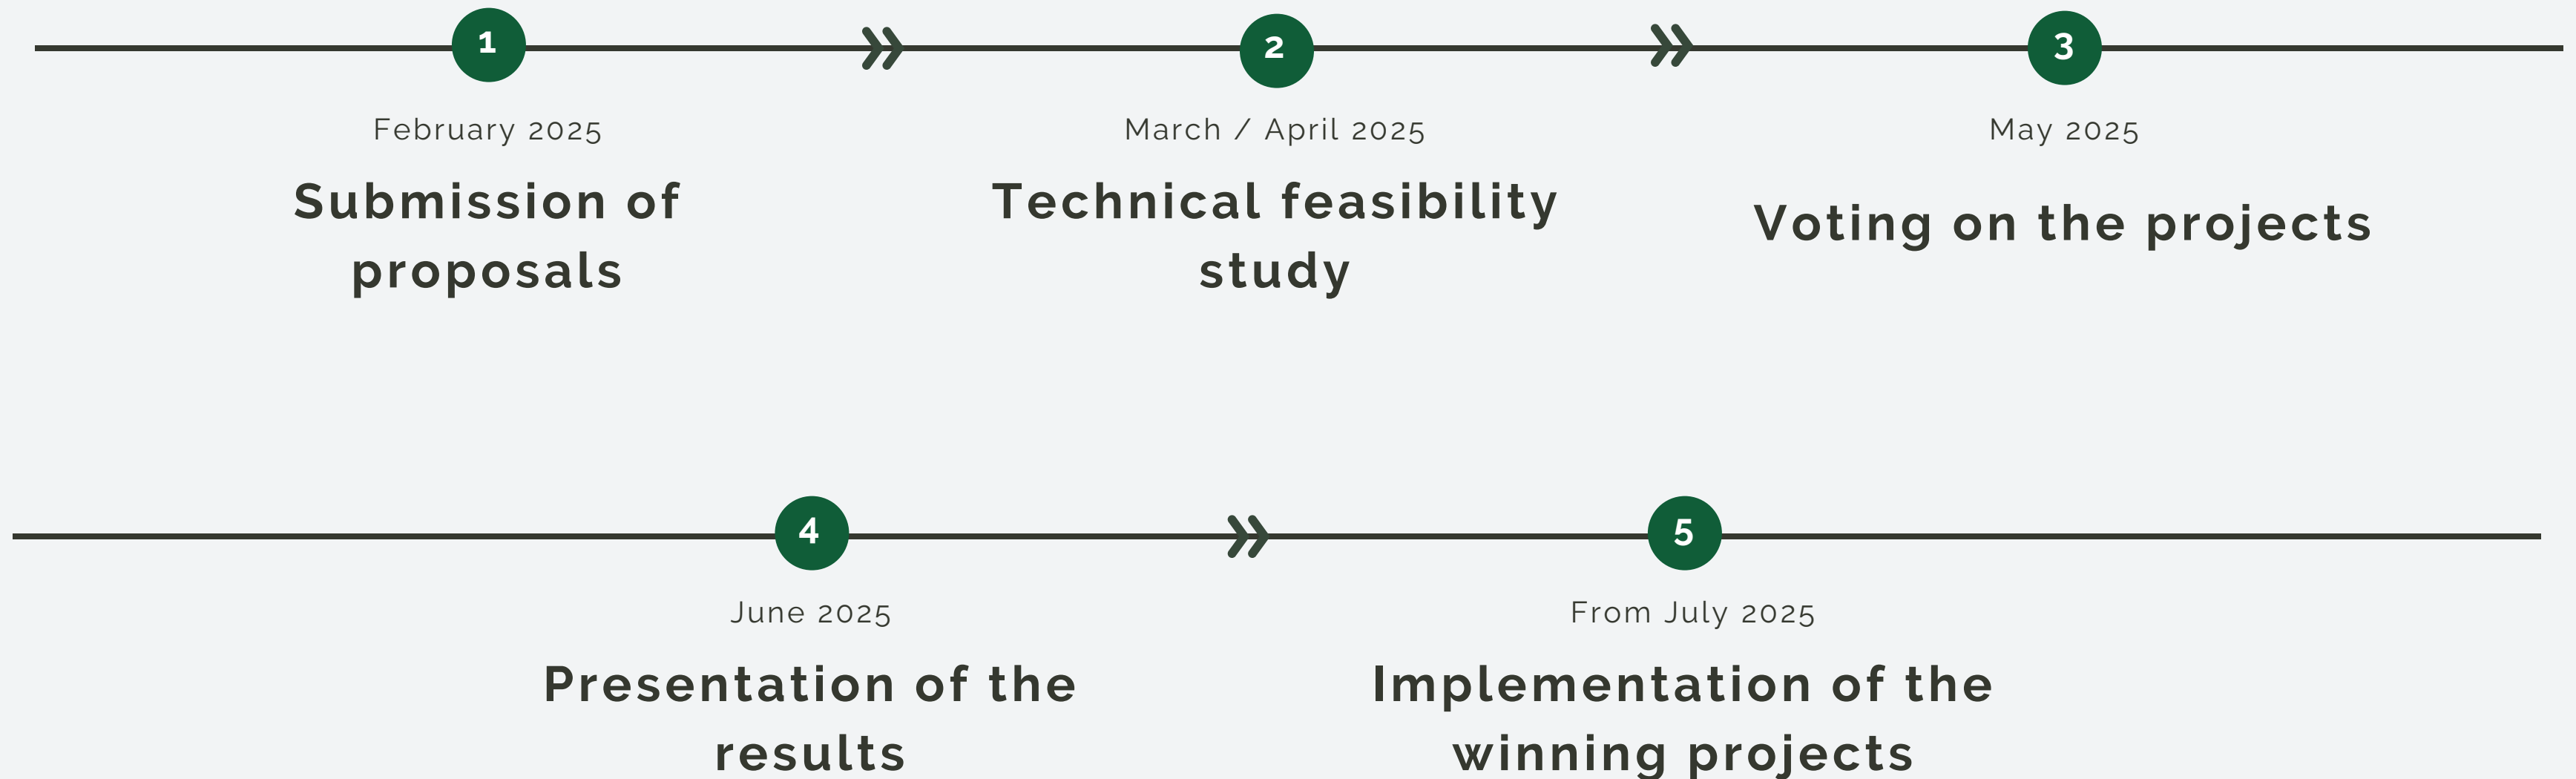 1
2
3
February 2025
March / April 2025
May 2025
Submission of
proposals
Technical feasibility
study
Voting on the projects
4
5
June 2025
From July 2025
Presentation of the
results
Implementation of the
winning projects